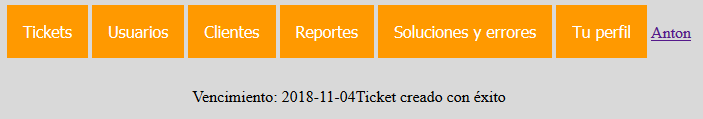 Tickets Usuarios Clientes Reportes Soluciones y errores Tu perfil Anton
Vencimiento: 2018-11-04Ticket creado con éxito